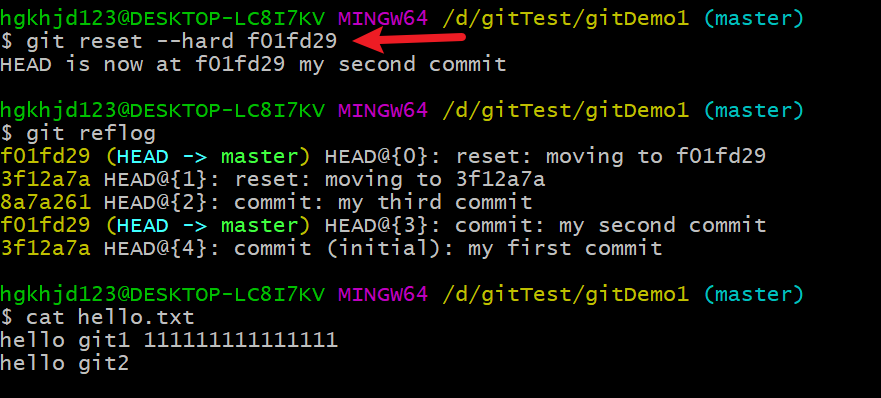 hgkhjd123@DESKTOP-LC8I7KV MINGW64 /d/gitTest/gitDemo1 (master)
$ git reset --hard f01fd29
HEAD is now at f01fd29 my second commit
hgkhjd123@DESKTOP-LC8I7KV MINGW64 /d/gitTest/gitDemo1 (master)
$ git reflog
f01fd29 (HEAD -> master) HEAD@{0}: reset: moving to f01fd29
3f12a7a HEAD@{1}: reset: moving to 3f12a7a
8a7a261 HEAD@{2}: commit: my third commit
f01fd29 (HEAD -> master) HEAD@{3}: commit: my second commit
3f12a7a HEAD@{4}: commit (initial): my first commit
hgkhjd123@DESKTOP-LC8I7KV MINGW64 /d/gitTest/gitDemo1 (master)
$ cat hello.txt
hello git1 111111111111111
hello git2